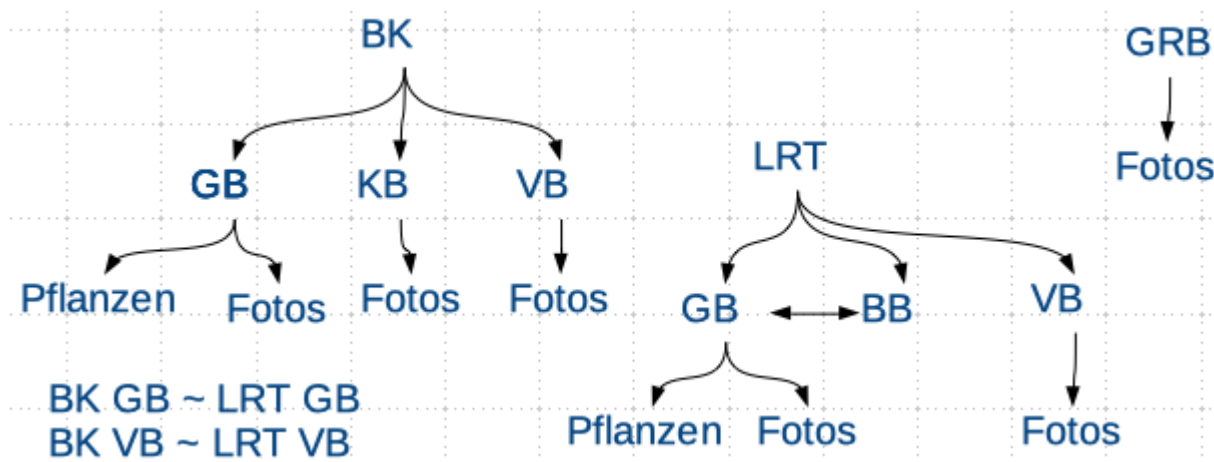 BK
GRB
LRT
Fotos
GB KB VB
Pflanzen Fotos Fotos Fotos
GB BB VB
BK GB ~ LRT GB
BK VB ~ LRT VB
Pflanzen Fotos Fotos